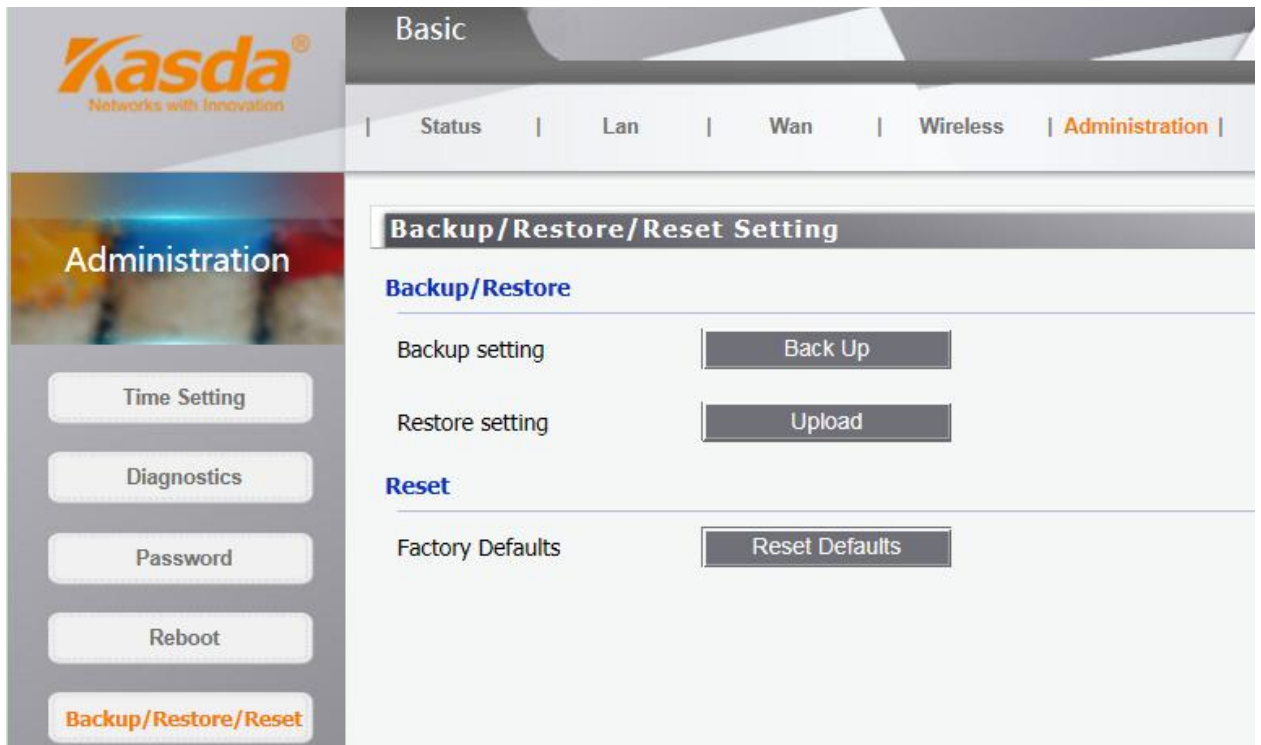 Kasda®
Networks with Innovation
Basic
| Status | Lan | Wan | Wireless | Administration |
Administration
Time Setting
Diagnostics
Password
Reboot
Backup/Restore/Reset
Backup/Restore/Reset Setting
Backup/Restore
Backup setting Back Up
Restore setting Upload
Reset
Factory Defaults Reset Defaults